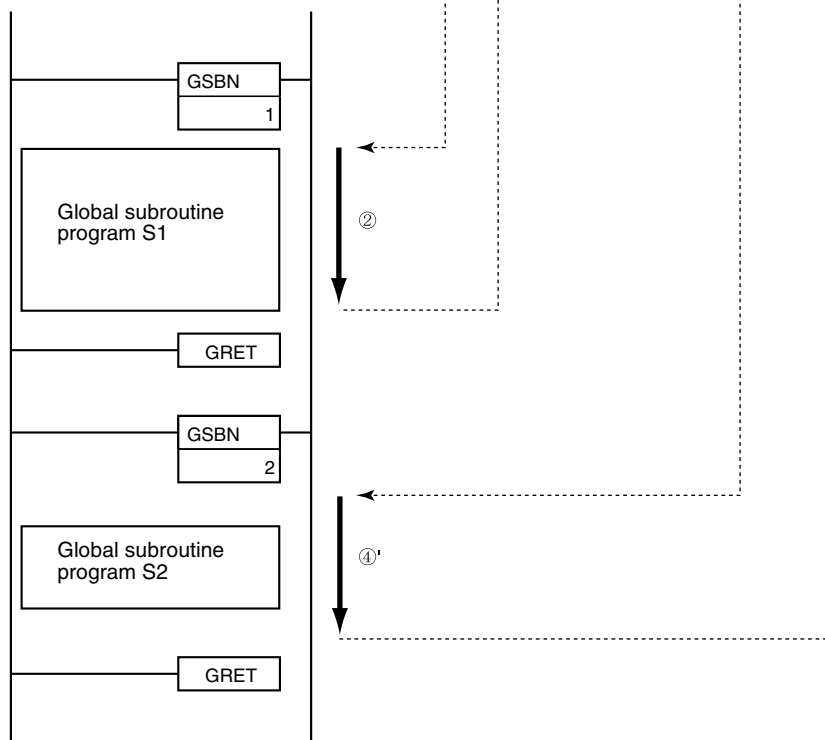 GSBN
1
Global subroutine
program S1
②
GRET
GSBN
2
Global subroutine
program S2
④'
GRET